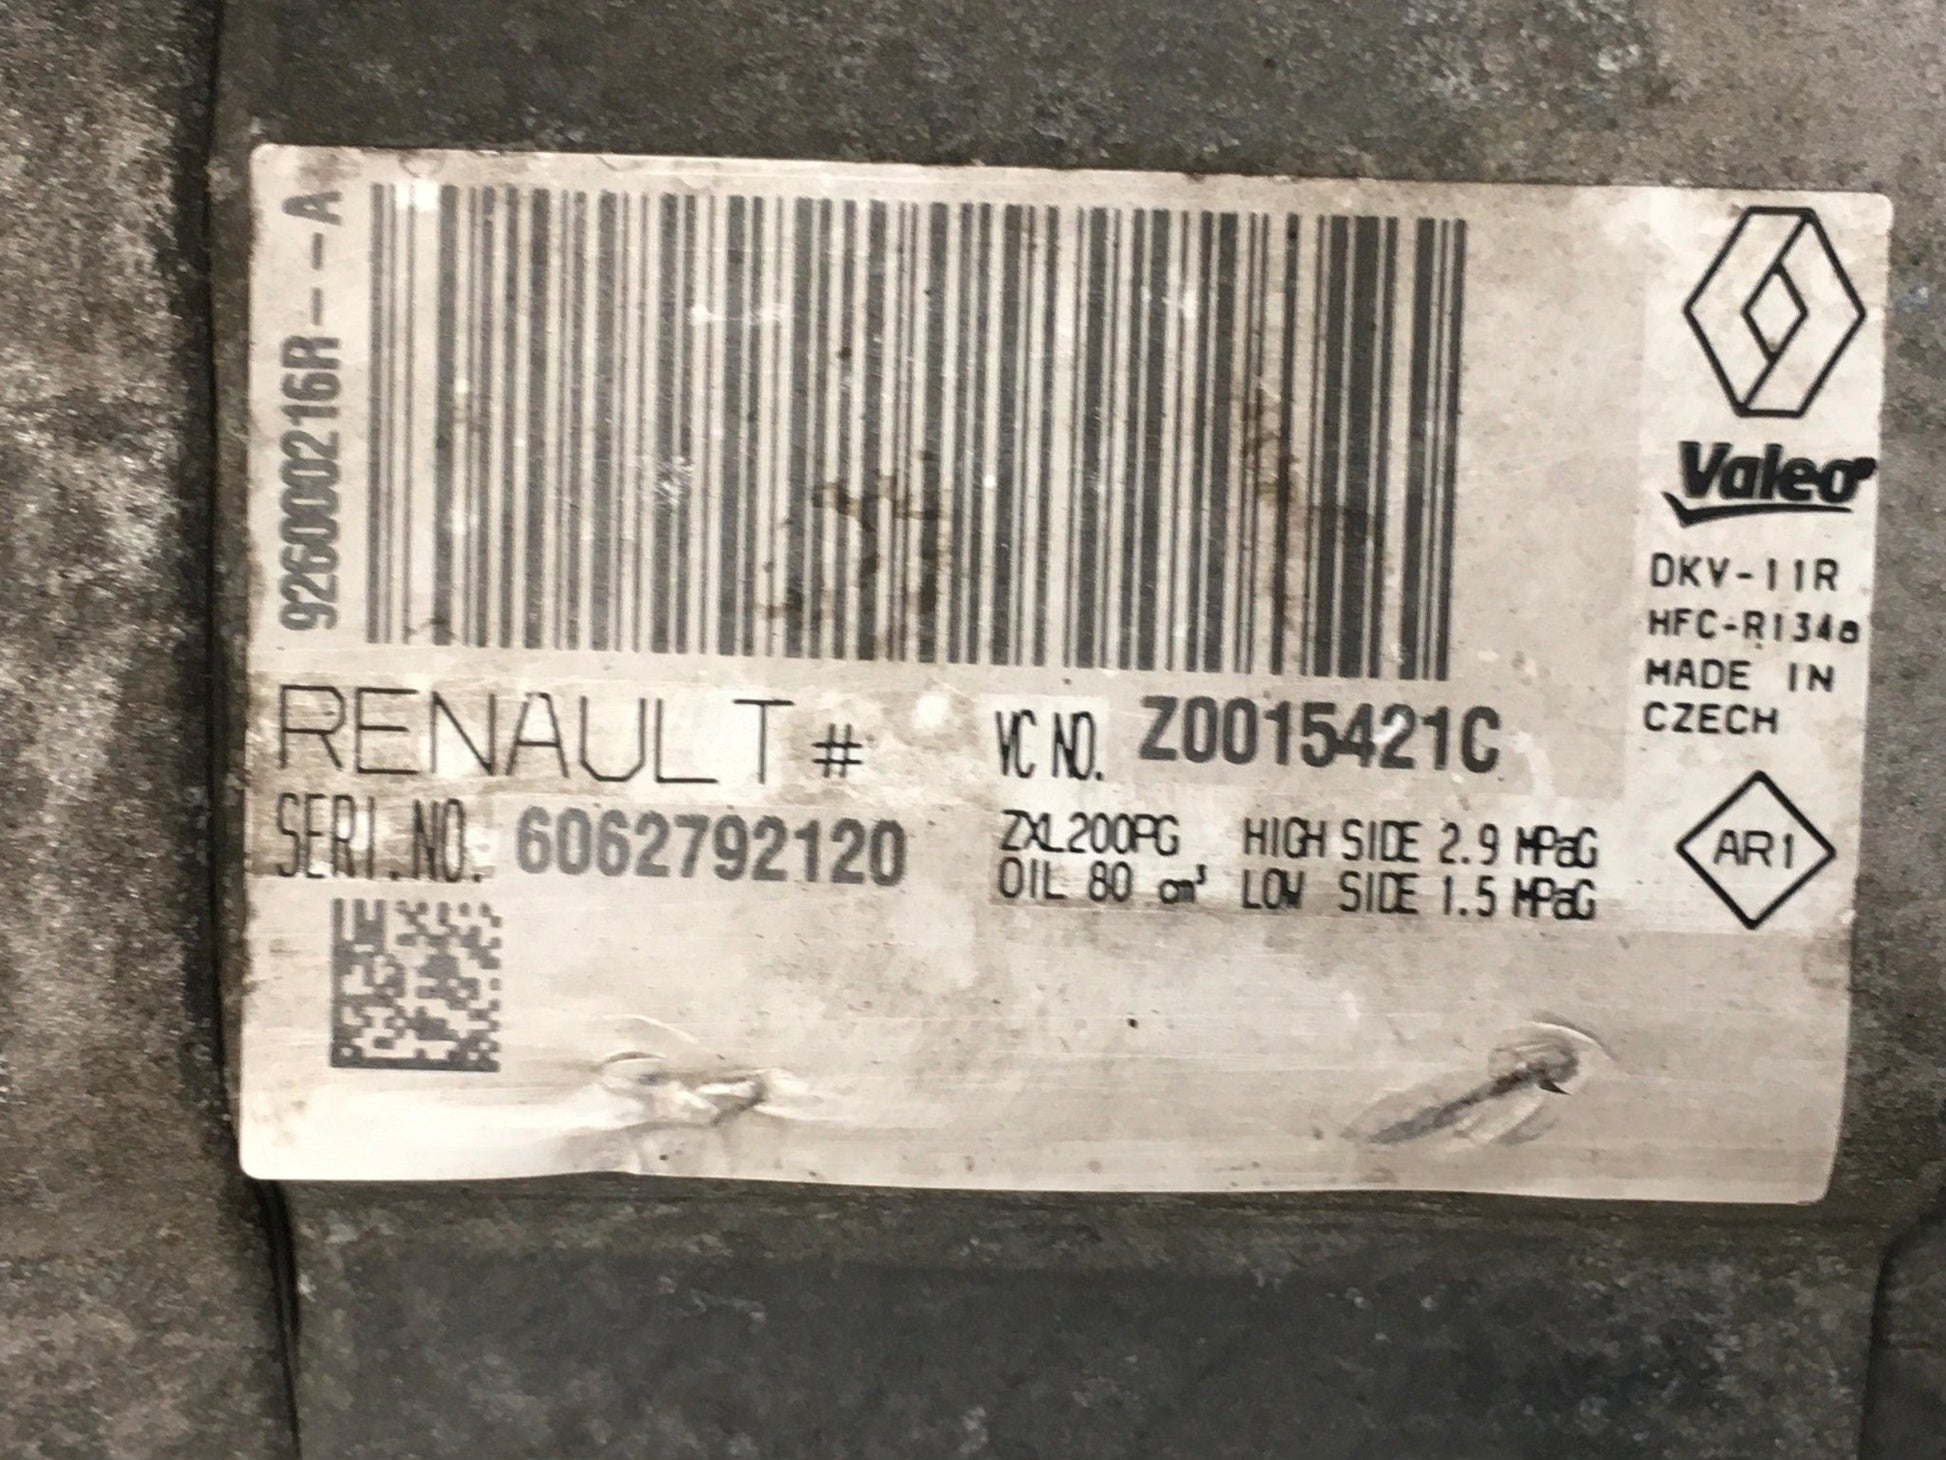 926000216R--A
RENAULT # VC NO. Z0015421C
SERI.NO. 6062792120
ZXL200PG HIGH SIDE 2.9 MPaG
OIL 80 cm³ LOW SIDE 1.5 MPaG
Valeo
DKV-11R
HFC-R134a
MADE IN
CZECH
AR1